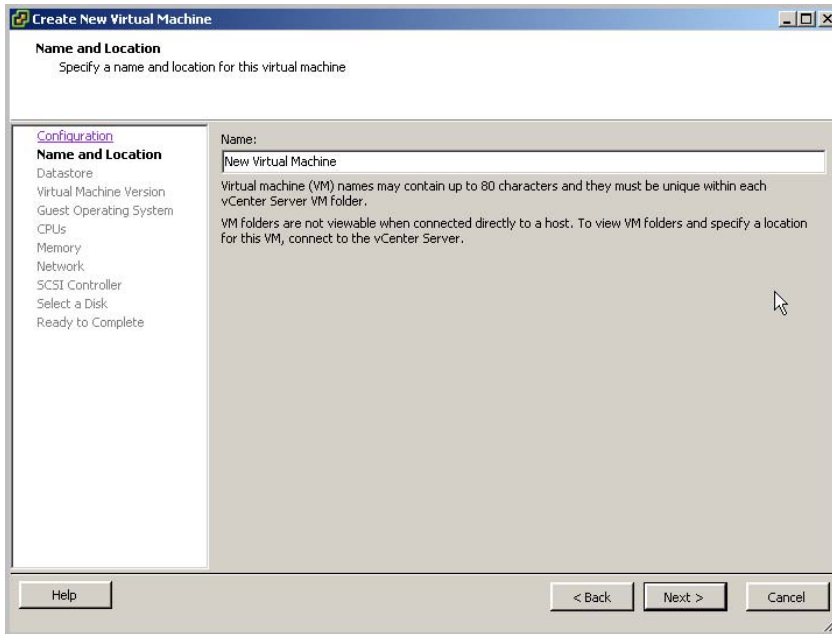 Create New Virtual Machine
Name and Location
Specify a name and location for this virtual machine
Configuration
Name and Location
Datastore
Virtual Machine Version
Guest Operating System
CPUs
Memory
Network
SCSI Controller
Select a Disk
Ready to Complete
Name:
New Virtual Machine
Virtual machine (VM) names may contain up to 80 characters and they must be unique within each
vCenter Server VM folder.
VM folders are not viewable when connected directly to a host. To view VM folders and specify a location
for this VM, connect to the vCenter Server.
Help
< Back
Next >
Cancel